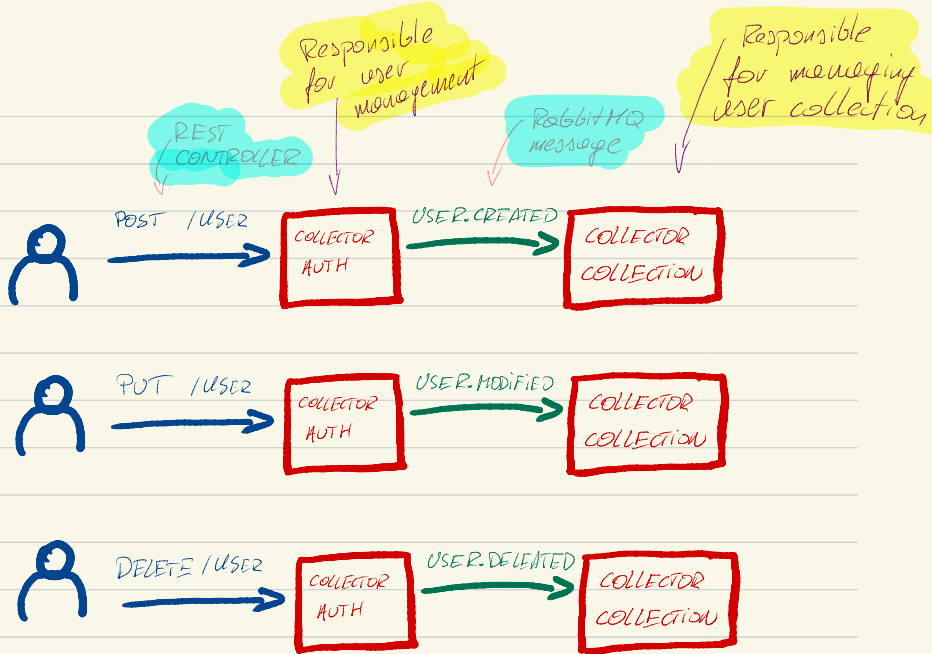 Responsible
for user
management
Responsible
for managing
user collection
REST
CONTROLLER
RabbitMQ
message
POST /USER
COLLECTOR
AUTH
USER.CREATED
COLLECTOR
COLLECTION
PUT /USER
COLLECTOR
AUTH
USER.MODIFIED
COLLECTOR
COLLECTION
DELETE /USER
COLLECTOR
AUTH
USER.DELEATED
COLLECTOR
COLLECTION